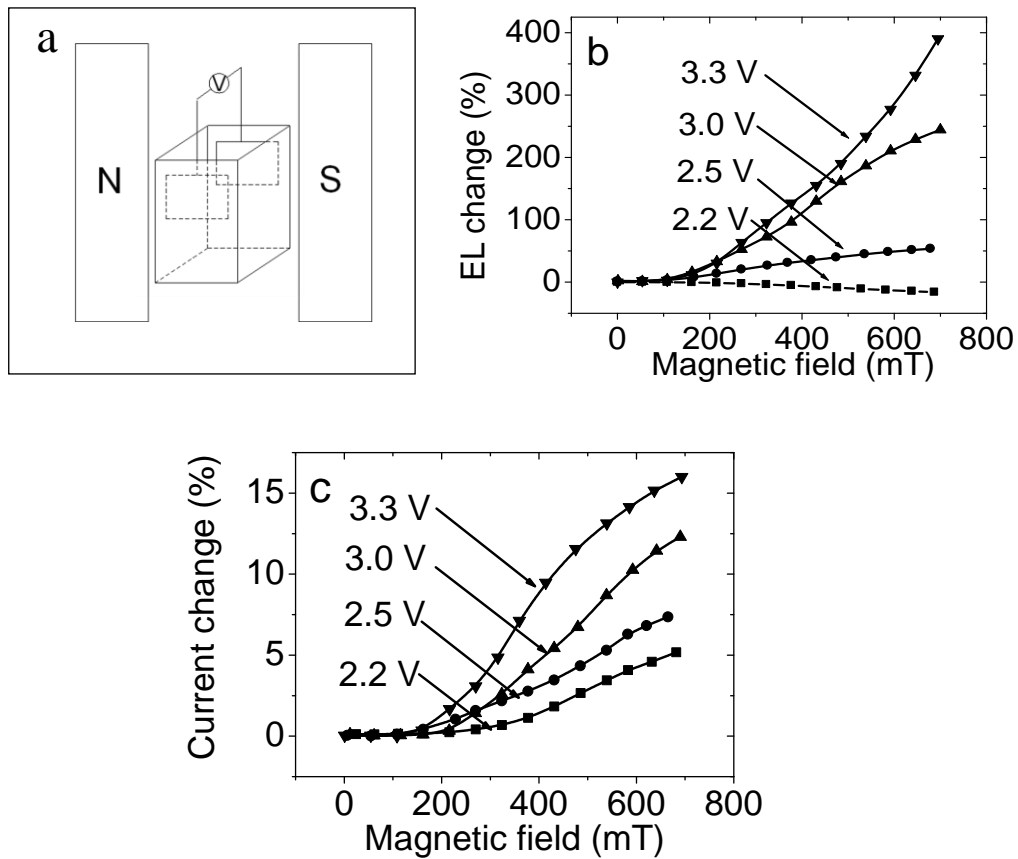 a
V
N
S
b
EL change (%)
400
300
200
100
0
3.3 V
3.0 V
2.5 V
2.2 V
0 200 400 600 800
Magnetic field (mT)
c
Current change (%)
15
10
5
0
3.3 V
3.0 V
2.5 V
2.2 V
0 200 400 600 800
Magnetic field (mT)